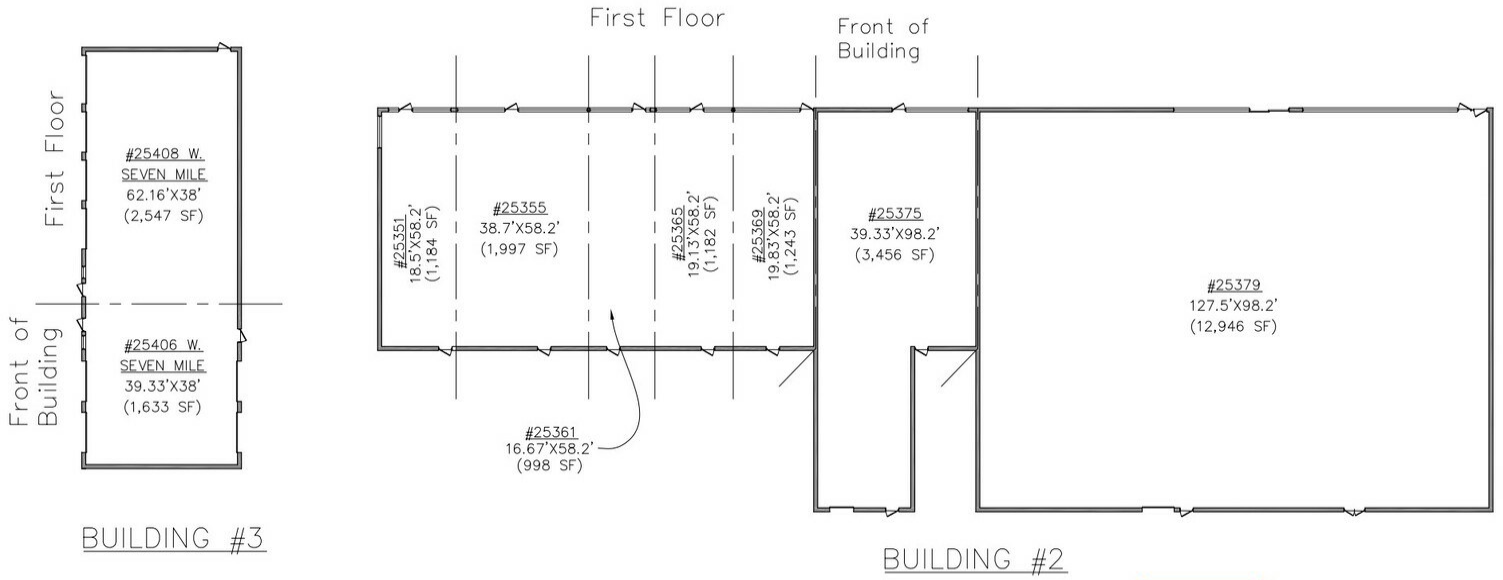 First Floor
Front of
Building
First Floor
#25408 W.
SEVEN MILE
62.16'X38'
(2,547 SF)
Front of
Building
#25406 W.
SEVEN MILE
39.33'X38'
(1,633 SF)
BUILDING #3
#25351
18.5'X58.2'
(1,184 SF)
#25355
38.7'X58.2'
(1,997 SF)
#25361
16.67'X58.2'
(998 SF)
#25365
19.13'X58.2'
(1,182 SF)
#25369
19.83'X58.2'
(1,243 SF)
#25375
39.33'X98.2'
(3,456 SF)
#25379
127.5'X98.2'
(12,946 SF)
BUILDING #2